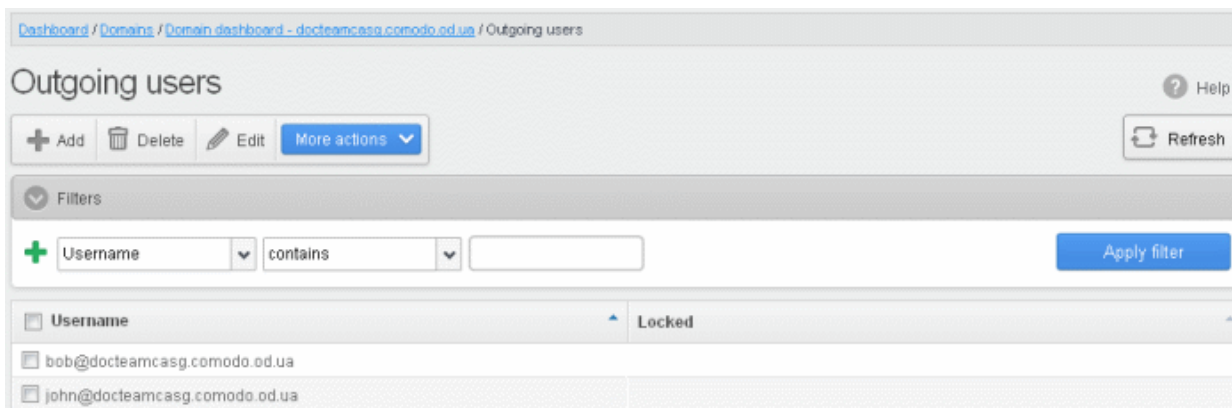 Dashboard / Domains / Domain dashboard - docteamcasg.comodo.od.ua / Outgoing users
Outgoing users
Help
Add Delete Edit More actions
Refresh
Filters
Username contains
Apply filter
Username Locked
bob@docteamcasg.comodo.od.ua
john@docteamcasg.comodo.od.ua